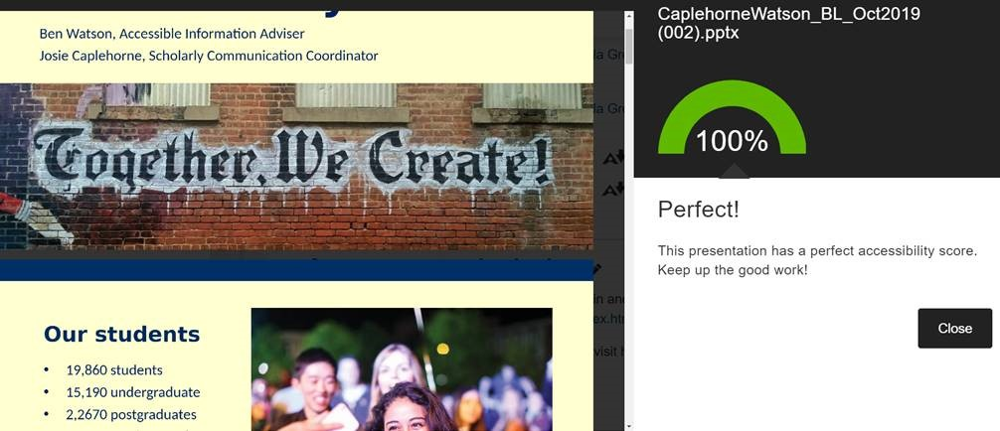 Ben Watson, Accessible Information Adviser
Josie Caplehorne, Scholarly Communication Coordinator
Together, We Create!
Our students
• 19,860 students
• 15,190 undergraduate
• 2,2670 postgraduates
CaplehorneWatson_BL_Oct2019
(002).pptx
100%
Perfect!
This presentation has a perfect accessibility score.
Keep up the good work!
Close